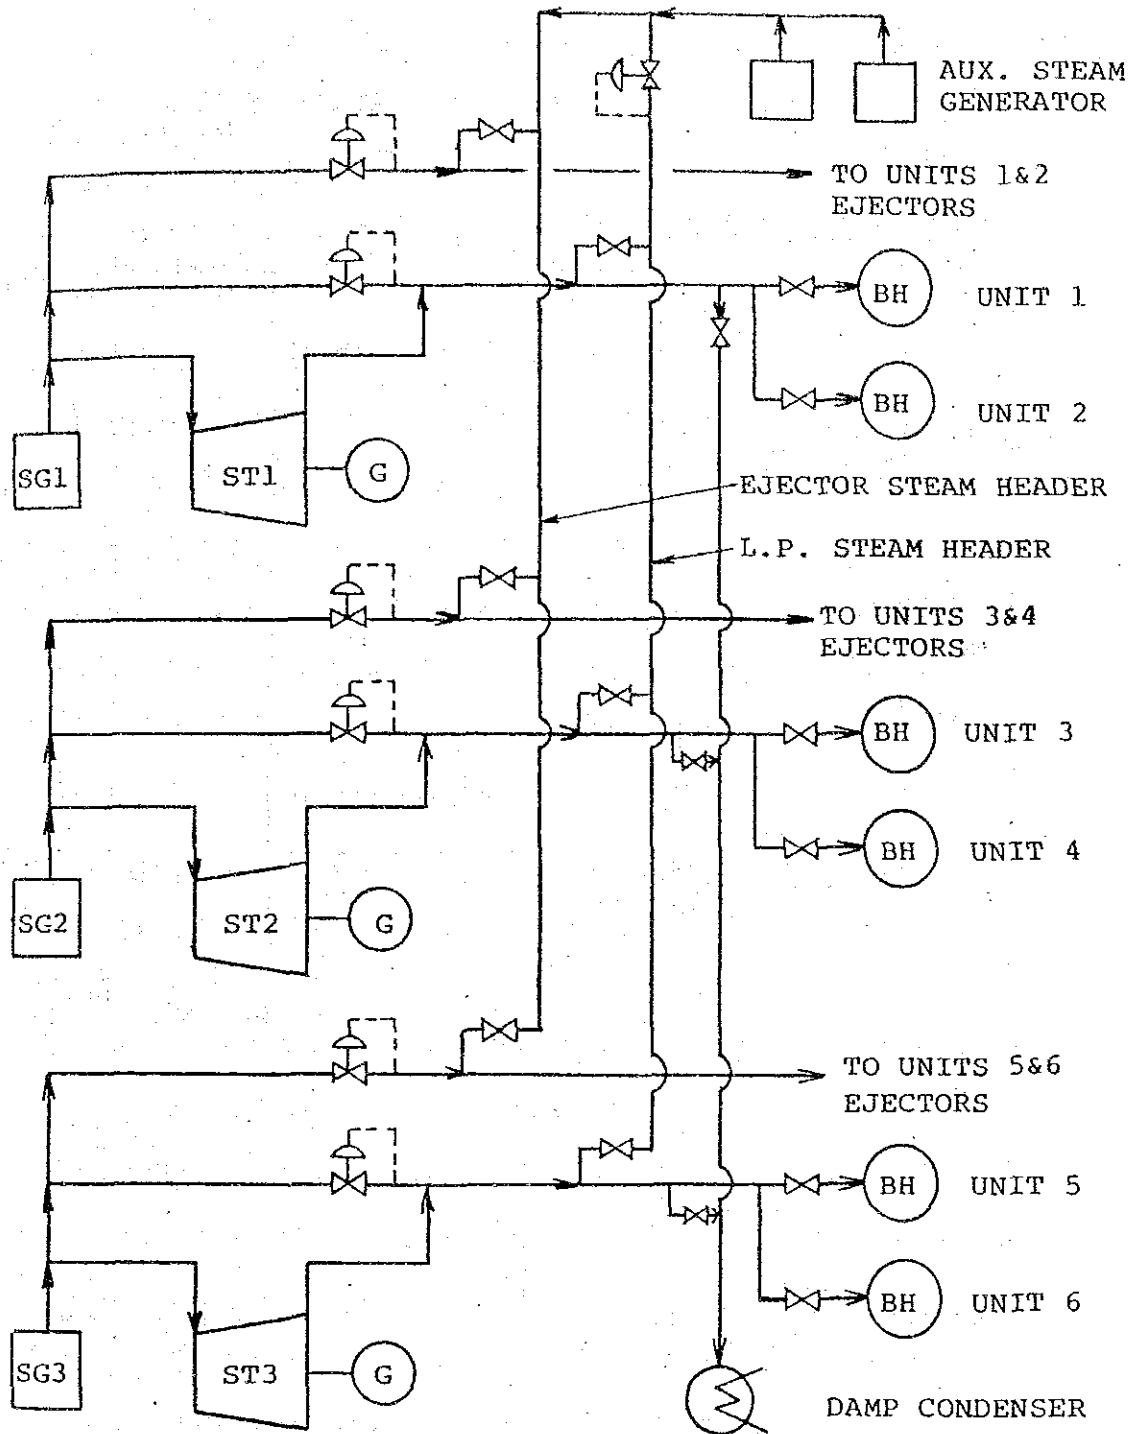 AUX. STEAM
GENERATOR
TO UNITS 1&2
EJECTORS
BH UNIT 1
BH UNIT 2
SG1 ST1 G
EJECTOR STEAM HEADER
L.P. STEAM HEADER
TO UNITS 3&4
EJECTORS
BH UNIT 3
BH UNIT 4
SG2 ST2 G
TO UNITS 5&6
EJECTORS
BH UNIT 5
BH UNIT 6
SG3 ST3 G
DAMP CONDENSER